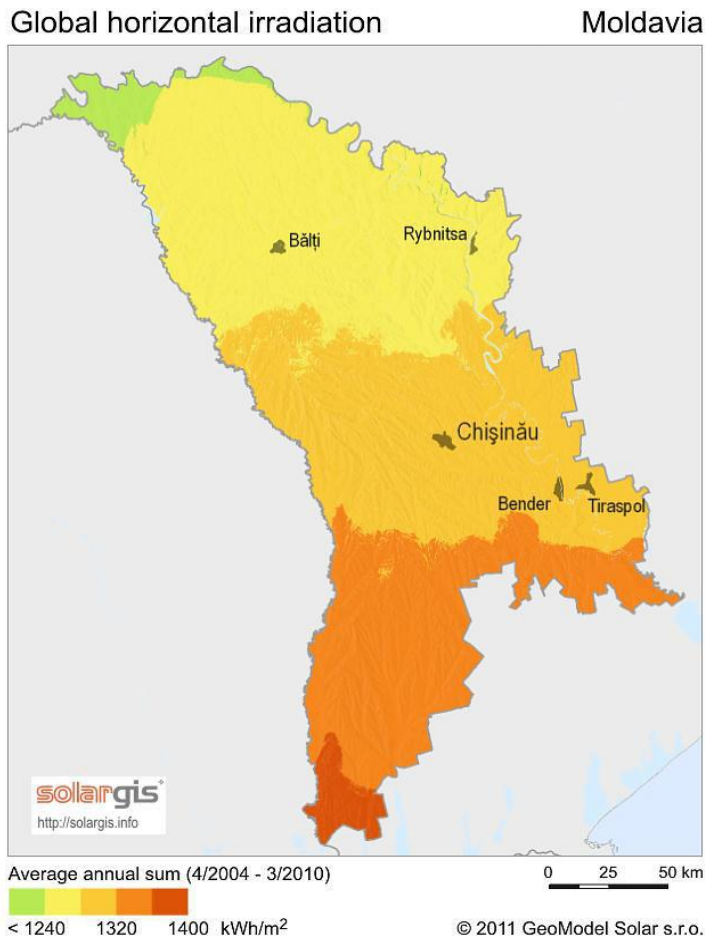 Global horizontal irradiation Moldavia
Bălți
Rybnitsa
Chişinău
Bender
Tiraspol
solargis
http://solargis.info
Average annual sum (4/2004 - 3/2010)
0 25 50 km
< 1240 1320 1400 kWh/m²
© 2011 GeoModel Solar s.r.o.